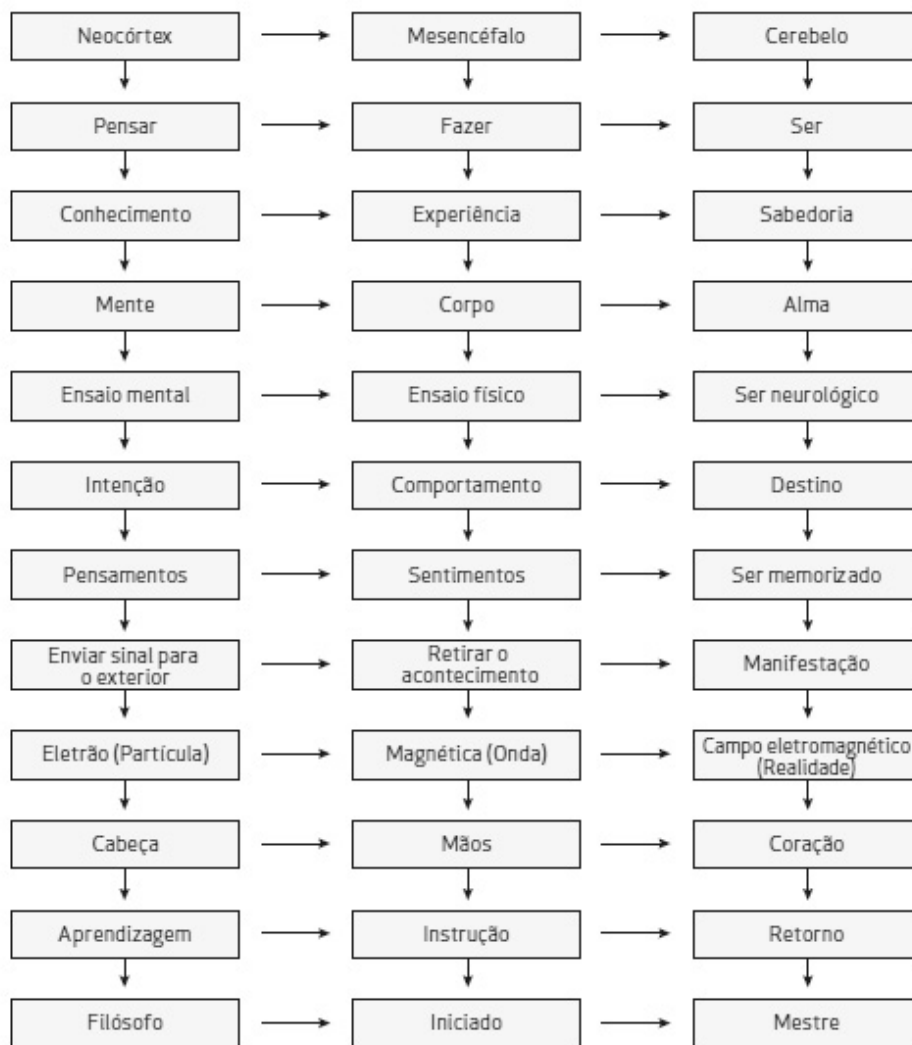 Neocórtex
Mesencéfalo
Cerebelo
Pensar
Fazer
Ser
Conhecimento
Experiência
Sabedoria
Mente
Corpo
Alma
Ensaio mental
Ensaio físico
Ser neurológico
Intenção
Comportamento
Destino
Pensamentos
Sentimentos
Ser memorizado
Enviar sinal para
o exterior
Retirar o
acontecimento
Manifestação
Eletrão (Partícula)
Magnética (Onda)
Campo eletromagnético
(Realidade)
Cabeça
Mãos
Coração
Aprendizagem
Instrução
Retorno
Filósofo
Iniciado
Mestre